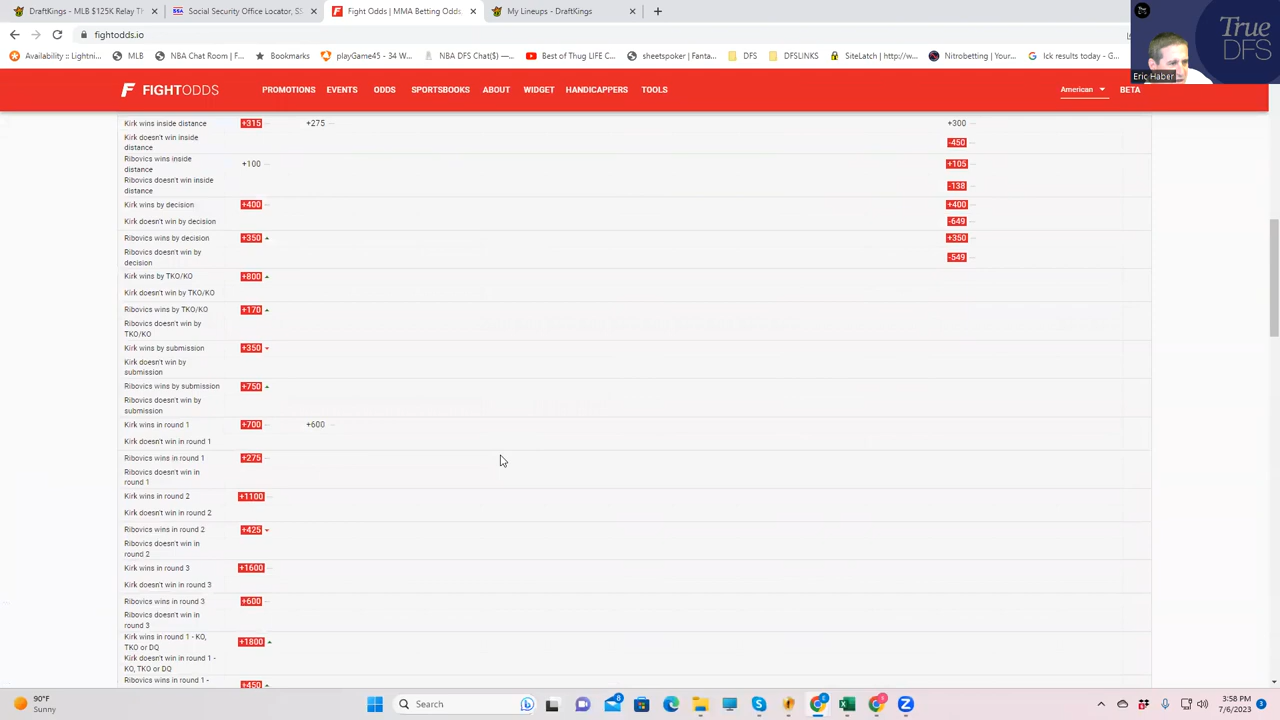 DraftKings - MLB $125K Relay Th
Social Security Office Locator, S
Fight Odds | MMA Betting Odds
My Lineups - DraftKings
fightodds.io
Availability :: Lightni...
MLB
NBA Chat Room | F...
Bookmarks
playGame45 - 34 W...
NBA DFS Chat($)—...
Best of Thug LIFE C...
sheetspoker | Fanta...
DFS
DFSLINKS
SiteLatch | http://w...
Nitrobetting | Your...
lck results today - G...
True
DFS
Eric Haber
FIGHTODDS
PROMOTIONS
EVENTS
ODDS
SPORTSBOOKS
ABOUT
WIDGET
HANDICAPPERS
TOOLS
American
BETA
Kirk wins inside distance +315 +275 +300
Kirk doesn't win inside
distance -450
Ribovics wins inside
distance +100 +105
Ribovics doesn't win inside
distance -138
Kirk wins by decision +400 +400
Kirk doesn't win by decision -649
Ribovics wins by decision +350 +350
Ribovics doesn't win by
decision -549
Kirk wins by TKO/KO +800
Kirk doesn't win by TKO/KO
Ribovics wins by TKO/KO +170
Ribovics doesn't win by
TKO/KO
Kirk wins by submission +350
Kirk doesn't win by
submission
Ribovics wins by submission +750
Ribovics doesn't win by
submission
Kirk wins in round 1 +700 +600
Kirk doesn't win in round 1
Ribovics wins in round 1 +275
Ribovics doesn't win in
round 1
Kirk wins in round 2 +1100
Kirk doesn't win in round 2
Ribovics wins in round 2 +425
Ribovics doesn't win in
round 2
Kirk wins in round 3 +1600
Kirk doesn't win in round 3
Ribovics wins in round 3 +600
Ribovics doesn't win in
round 3
Kirk wins in round 1 - KO,
TKO or DQ +1800
Kirk doesn't win in round 1 -
KO, TKO or DQ
Ribovics wins in round 1 - +450
90°F
Sunny
Search
8
3:58 PM
7/6/2023
3